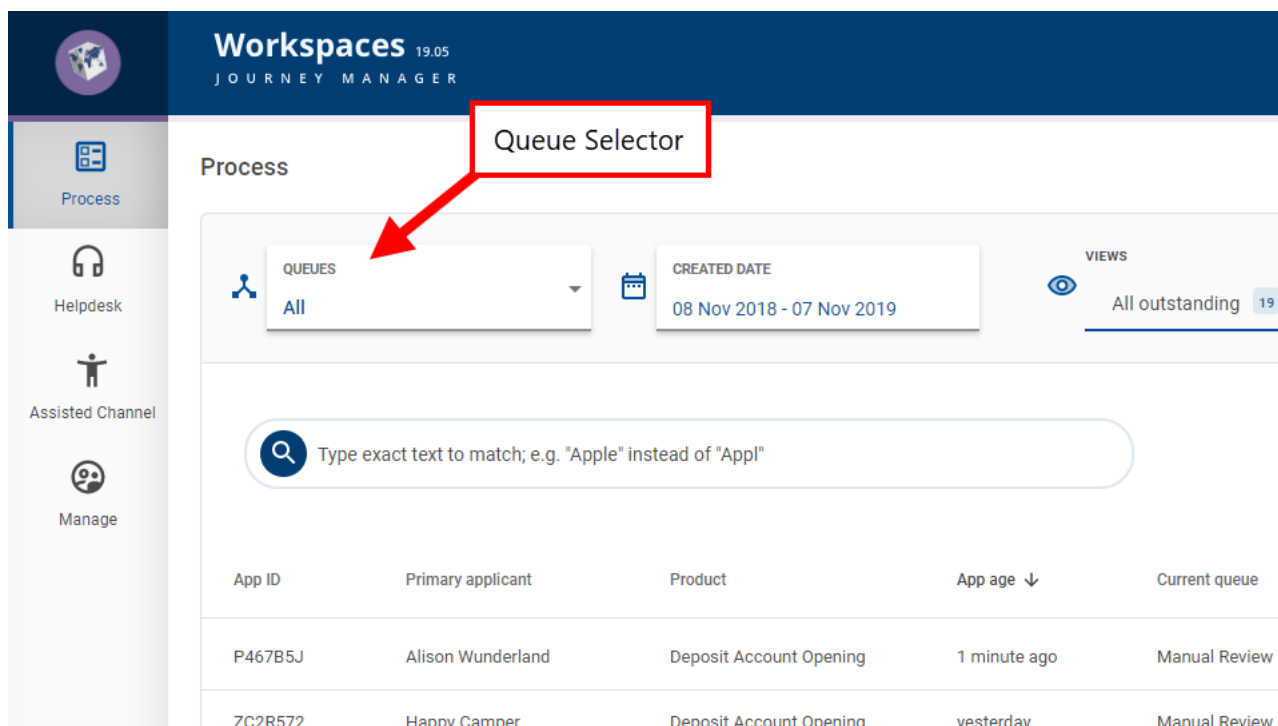 Workspaces 19.05
JOURNEY MANAGER
Queue Selector
Process
Process
Helpdesk
Assisted Channel
Manage
QUEUES
All
CREATED DATE
08 Nov 2018 - 07 Nov 2019
VIEWS
All outstanding 19
Type exact text to match; e.g. "Apple" instead of "Appl"
App ID Primary applicant Product App age Current queue
P467B5J Alison Wunderland Deposit Account Opening 1 minute ago Manual Review
ZC2R572 Happy Camper Deposit Account Opening yesterday Manual Review